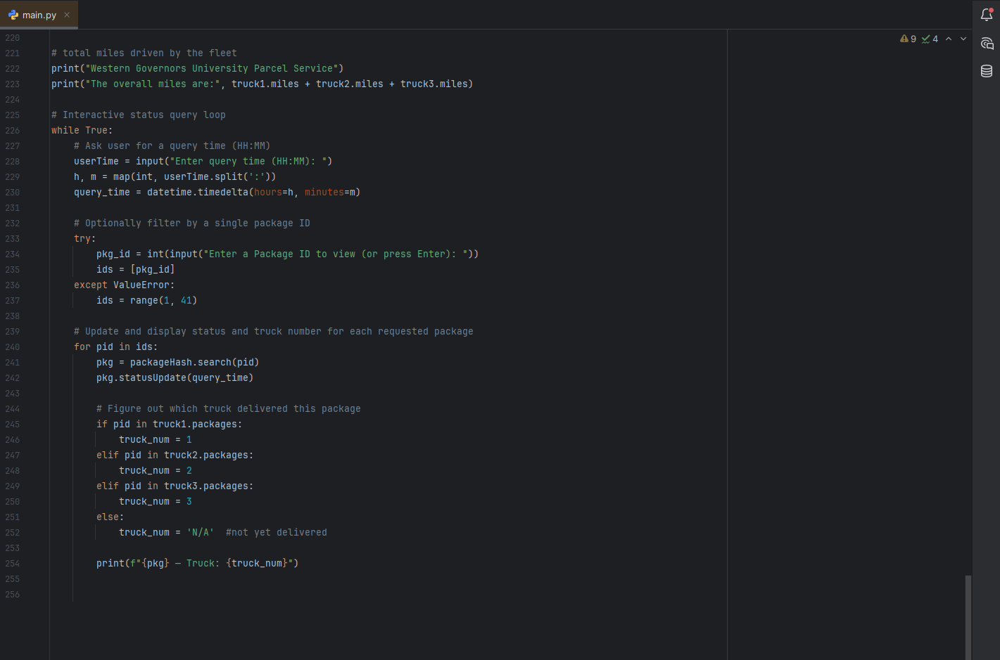 main.py
9 4
220
221 # total miles driven by the fleet
222 print("Western Governors University Parcel Service")
223 print("The overall miles are:", truck1.miles + truck2.miles + truck3.miles)
224
225 # Interactive status query loop
226 while True:
227     # Ask user for a query time (HH:MM)
228     userTime = input("Enter query time (HH:MM): ")
229     h, m = map(int, userTime.split(':'))
230     query_time = datetime.timedelta(hours=h, minutes=m)
231
232     # Optionally filter by a single package ID
233     try:
234         pkg_id = int(input("Enter a Package ID to view (or press Enter): "))
235         ids = [pkg_id]
236     except ValueError:
237         ids = range(1, 41)
238
239     # Update and display status and truck number for each requested package
240     for pid in ids:
241         pkg = packageHash.search(pid)
242         pkg.statusUpdate(query_time)
243
244         # Figure out which truck delivered this package
245         if pid in truck1.packages:
246             truck_num = 1
247         elif pid in truck2.packages:
248             truck_num = 2
249         elif pid in truck3.packages:
250             truck_num = 3
251         else:
252             truck_num = 'N/A'  #not yet delivered
253
254         print(f"{pkg} — Truck: {truck_num}")
255
256